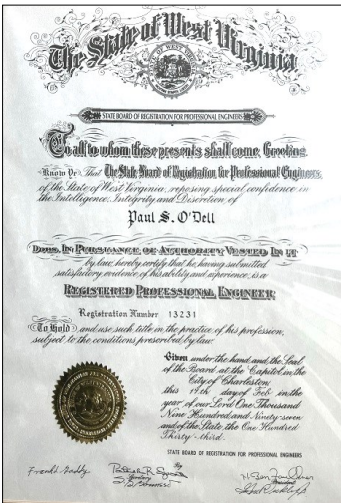 The State of West Virginia
STATE BOARD OF REGISTRATION FOR PROFESSIONAL ENGINEERS
To all to whom these presents shall come, Greeting.
Know Ye, That The State Board of Registration for Professional Engineers,
of the State of West Virginia, reposing special confidence in
the Intelligence, Integrity and Discretion of
Paul S. O'Dell
Does, In Pursuance of Authority Vested In It
by law, hereby certify that he, having submitted
satisfactory evidence of his ability and experience, is a
Registered Professional Engineer
Registration Number 13231
To Hold and use such title in the practice of his profession,
subject to the conditions prescribed by law.
Given under the hand and the Seal
of the Board at the Capitol in the
City of Charleston
this 19th day of Feb in the
year of our Lord One Thousand
Nine Hundred and Ninety-seven
and of the State the One Hundred
Thirty-third.
STATE BOARD OF REGISTRATION FOR PROFESSIONAL ENGINEERS
By